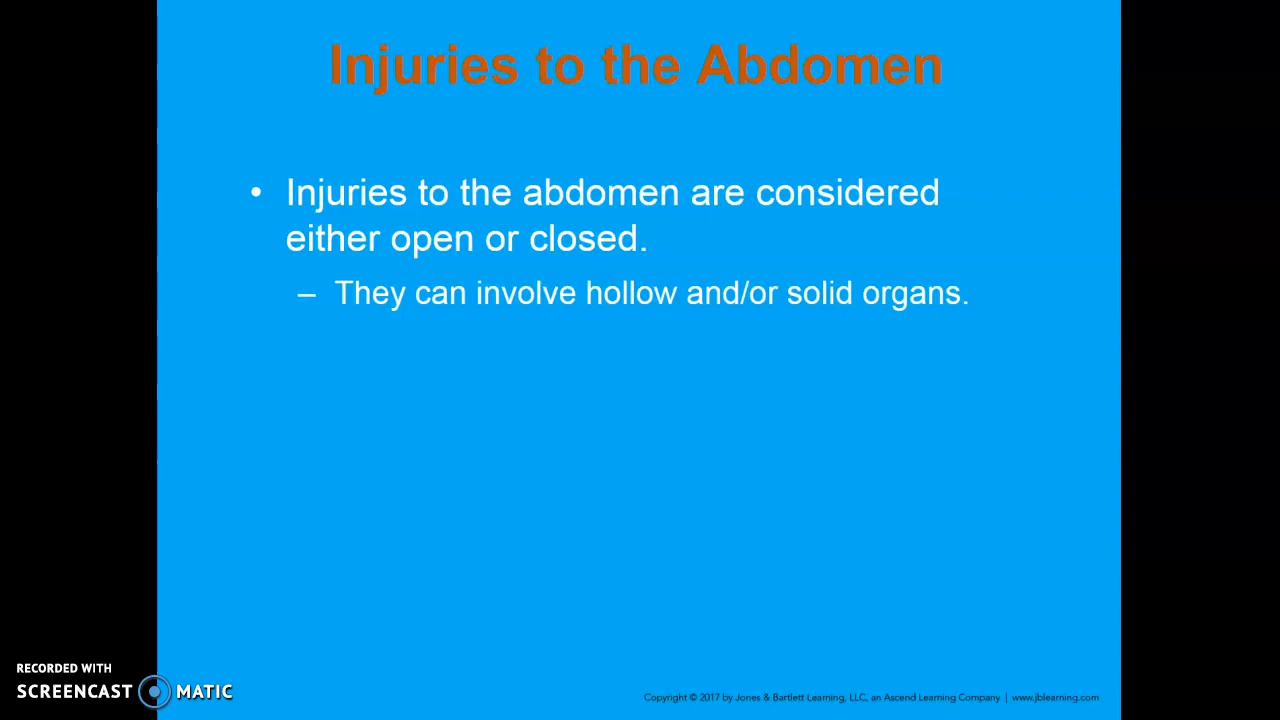 Injuries to the Abdomen
• Injuries to the abdomen are considered
either open or closed.
– They can involve hollow and/or solid organs.
RECORDED WITH
SCREENCAST MATIC
Copyright © 2017 by Jones & Bartlett Learning, LLC, an Ascend Learning Company | www.jblearning.com